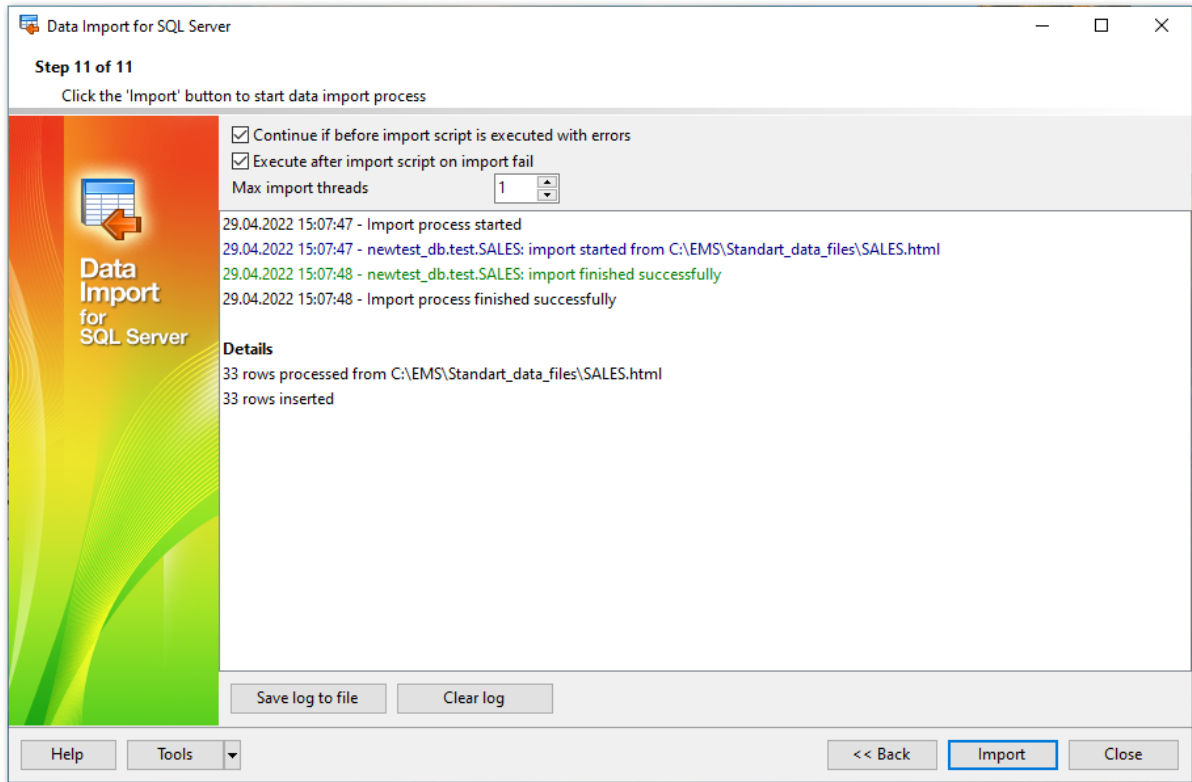 Data Import for SQL Server
Step 11 of 11
Click the 'Import' button to start data import process
Continue if before import script is executed with errors
Execute after import script on import fail
Max import threads 1
29.04.2022 15:07:47 - Import process started
29.04.2022 15:07:47 - newtest_db.test.SALES: import started from C:\EMS\Standart_data_files\SALES.html
29.04.2022 15:07:48 - newtest_db.test.SALES: import finished successfully
29.04.2022 15:07:48 - Import process finished successfully
Details
33 rows processed from C:\EMS\Standart_data_files\SALES.html
33 rows inserted
Data
Import
for
SQL Server
Save log to file Clear log
Help Tools << Back Import Close